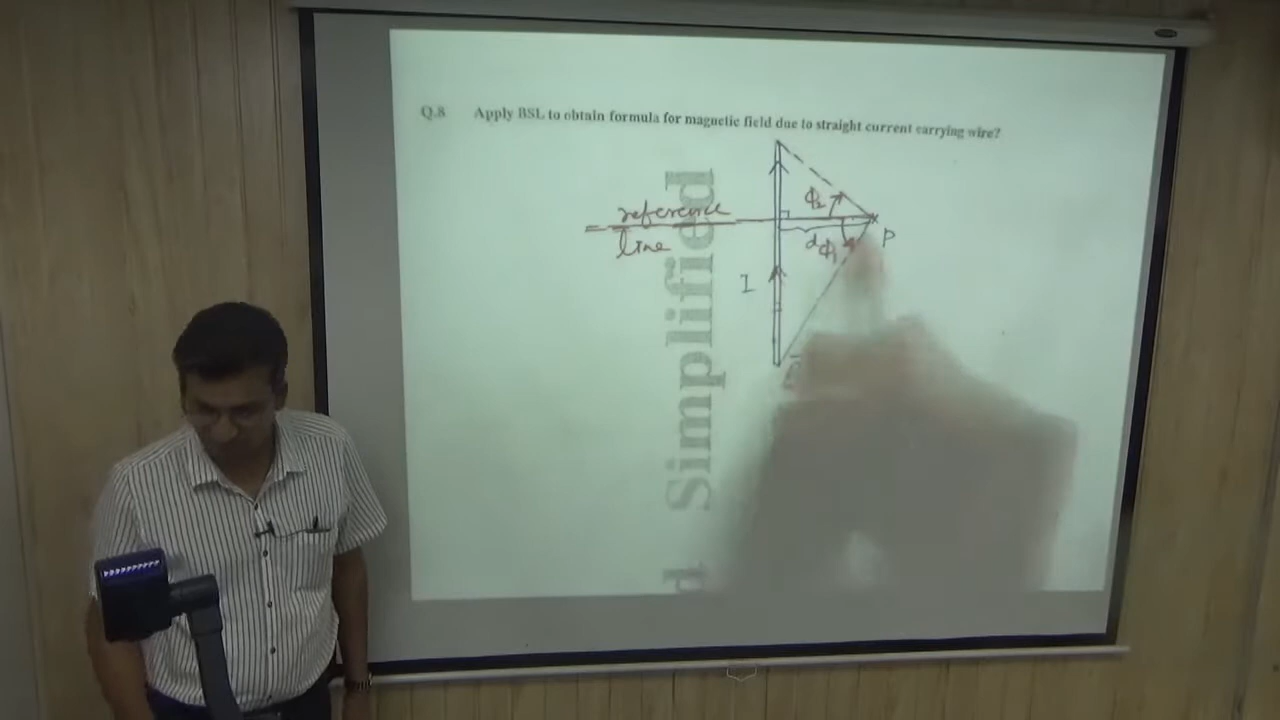 Q.8 Apply BSL to obtain formula for magnetic field due to straight current carrying wire?
ϕ₂
reference
line
d
ϕ₁
P
I
Simplified
d